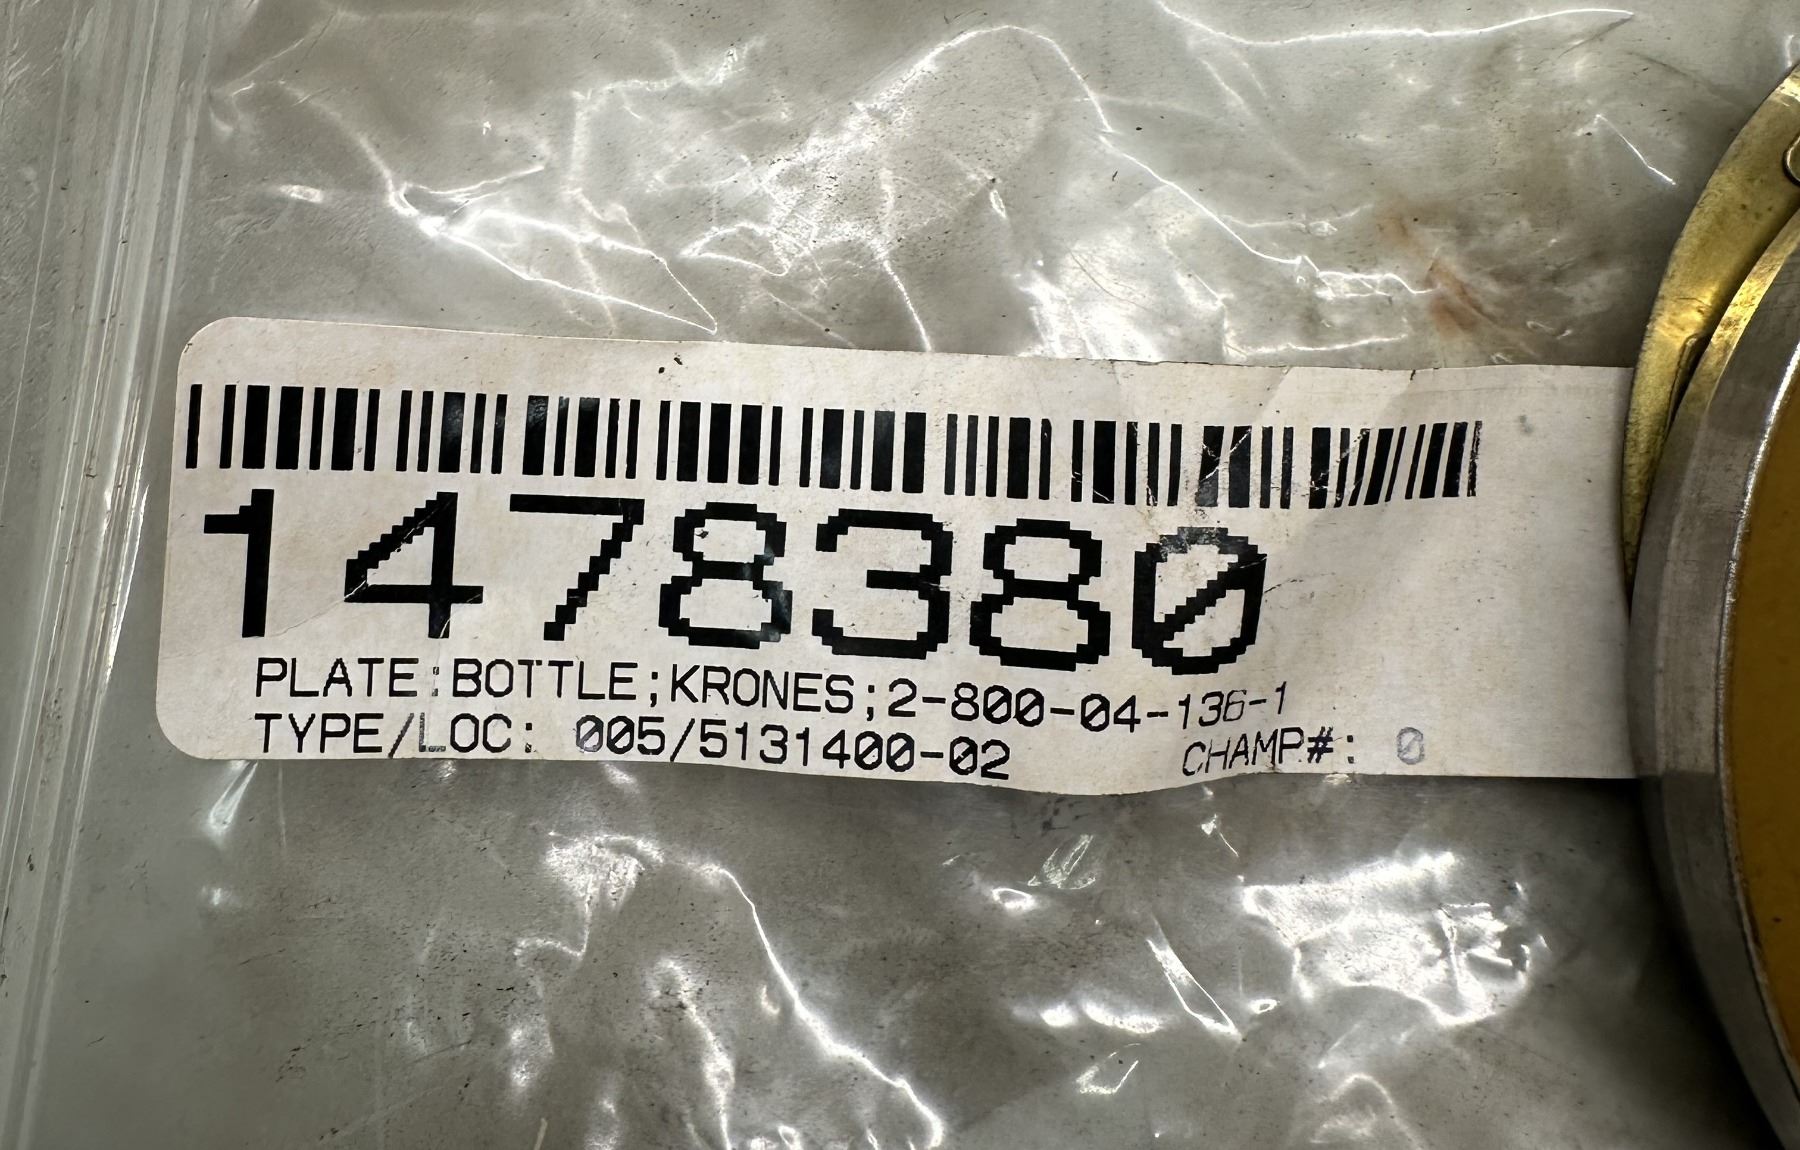 1478380
PLATE;BOTTLE;KRONES;2-800-04-136-1
TYPE/LOC: 005/5131400-02 CHAMP#: 0